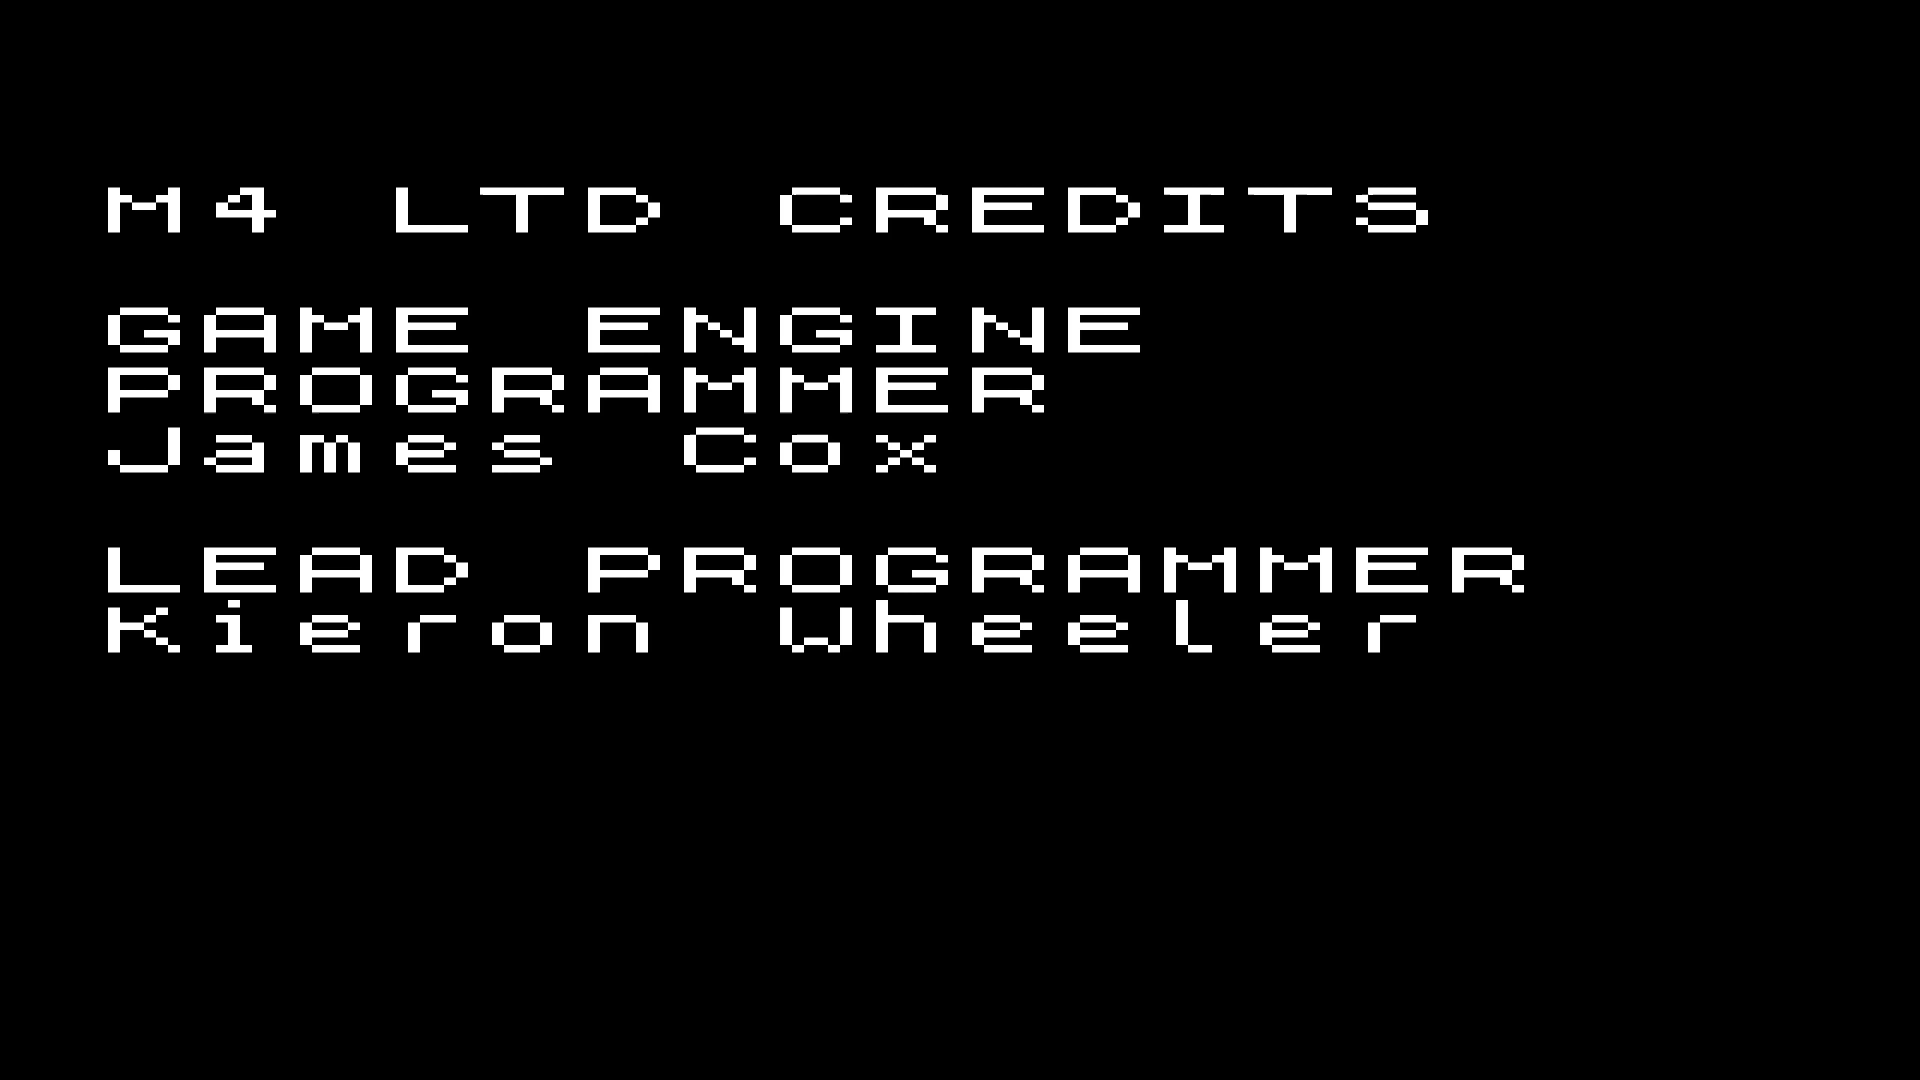 M4 LTD CREDITS
GAME ENGINE
PROGRAMMER
James Cox
LEAD PROGRAMMER
Kieron Wheeler